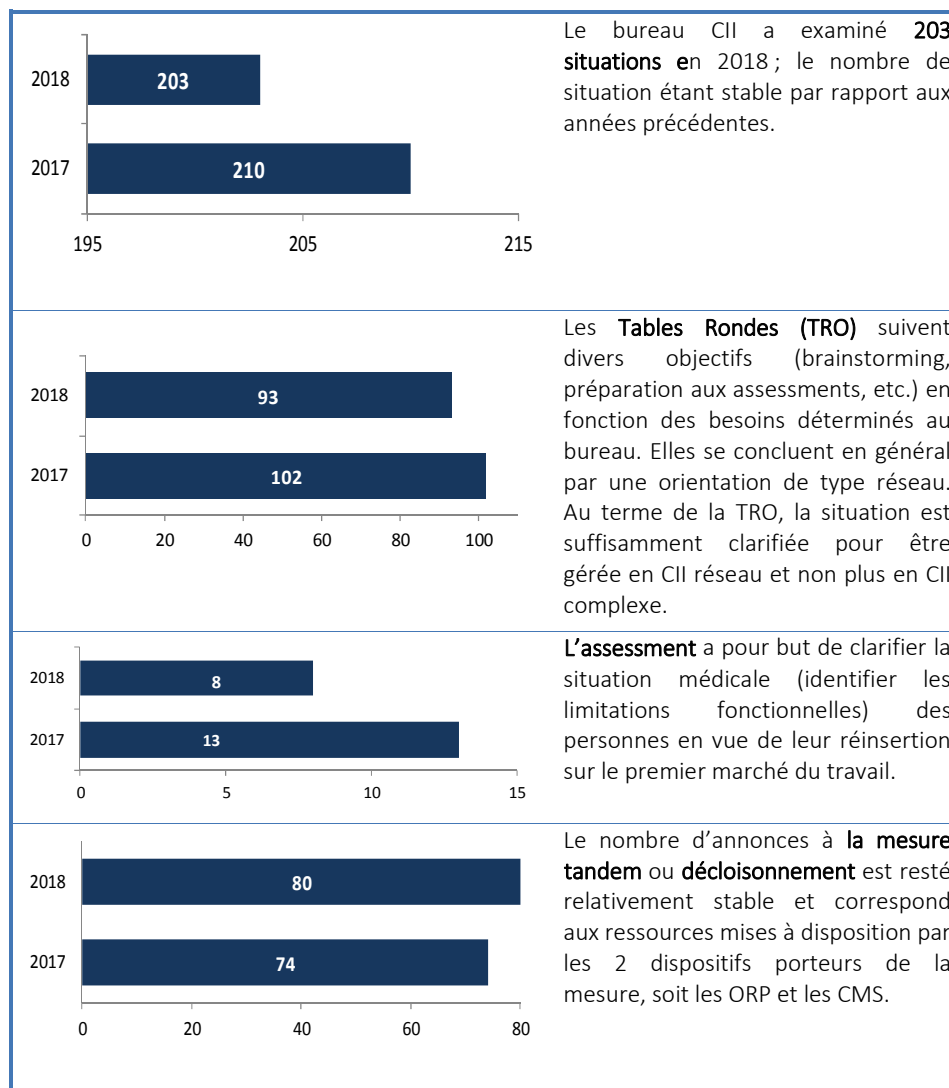 2018
203
2017
210
195 205 215
Le bureau CII a examiné 203
situations en 2018 ; le nombre de
situation étant stable par rapport aux
années précédentes.
2018
93
2017
102
0 20 40 60 80 100
Les Tables Rondes (TRO) suivent
divers objectifs (brainstorming,
préparation aux assessments, etc.) en
fonction des besoins déterminés au
bureau. Elles se concluent en général
par une orientation de type réseau.
Au terme de la TRO, la situation est
suffisamment clarifiée pour être
gérée en CII réseau et non plus en CII
complexe.
2018
8
2017
13
0 5 10 15
L’assessment a pour but de clarifier la
situation médicale (identifier les
limitations fonctionnelles) des
personnes en vue de leur réinsertion
sur le premier marché du travail.
2018
80
2017
74
0 20 40 60 80
Le nombre d’annonces à la mesure
tandem ou décloisonnement est resté
relativement stable et correspond
aux ressources mises à disposition par
les 2 dispositifs porteurs de la
mesure, soit les ORP et les CMS.